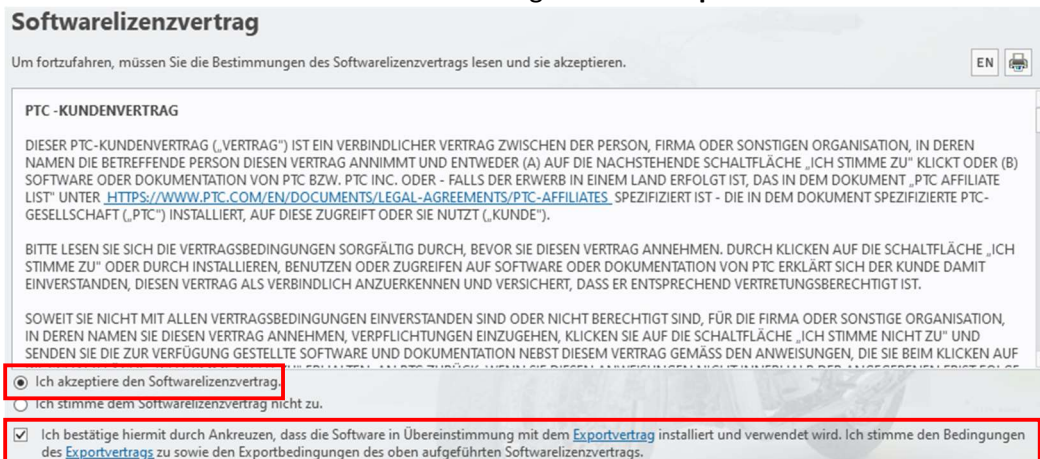 Softwarelizenzvertrag
Um fortzufahren, müssen Sie die Bestimmungen des Softwarelizenzvertrags lesen und sie akzeptieren.
EN
PTC -KUNDENVERTRAG
DIESER PTC-KUNDENVERTRAG („VERTRAG") IST EIN VERBINDLICHER VERTRAG ZWISCHEN DER PERSON, FIRMA ODER SONSTIGEN ORGANISATION, IN DEREN
NAMEN DIE BETREFFENDE PERSON DIESEN VERTRAG ANNIMMT UND ENTWEDER (A) AUF DIE NACHSTEHENDE SCHALTFLÄCHE „ICH STIMME ZU" KLICKT ODER (B)
SOFTWARE ODER DOKUMENTATION VON PTC BZW. PTC INC. ODER - FALLS DER ERWERB IN EINEM LAND ERFOLGT IST, DAS IN DEM DOKUMENT „PTC AFFILIATE
LIST" UNTER HTTPS://WWW.PTC.COM/EN/DOCUMENTS/LEGAL-AGREEMENTS/PTC-AFFILIATES SPEZIFIZIERT IST - DIE IN DEM DOKUMENT SPEZIFIZIERTE PTC-
GESELLSCHAFT („PTC") INSTALLIERT, AUF DIESE ZUGREIFT ODER SIE NUTZT („KUNDE").
BITTE LESEN SIE SICH DIE VERTRAGSBEDINGUNGEN SORGFÄLTIG DURCH, BEVOR SIE DIESEN VERTRAG ANNEHMEN. DURCH KLICKEN AUF DIE SCHALTFLÄCHE „ICH
STIMME ZU" ODER DURCH INSTALLIEREN, BENUTZEN ODER ZUGREIFEN AUF SOFTWARE ODER DOKUMENTATION VON PTC ERKLÄRT SICH DER KUNDE DAMIT
EINVERSTANDEN, DIESEN VERTRAG ALS VERBINDLICH ANZUERKENNEN UND VERSICHERT, DASS ER ENTSPRECHEND VERTRETUNGSBERECHTIGT IST.
SOWEIT SIE NICHT MIT ALLEN VERTRAGSBEDINGUNGEN EINVERSTANDEN SIND ODER NICHT BERECHTIGT SIND, FÜR DIE FIRMA ODER SONSTIGE ORGANISATION,
IN DEREN NAMEN SIE DIESEN VERTRAG ANNEHMEN, VERPFLICHTUNGEN EINZUGEHEN, KLICKEN SIE AUF DIE SCHALTFLÄCHE „ICH STIMME NICHT ZU" UND
SENDEN SIE DIE ZUR VERFÜGUNG GESTELLTE SOFTWARE UND DOKUMENTATION NEBST DIESEM VERTRAG GEMÄSS DEN ANWEISUNGEN, DIE SIE BEIM KLICKEN AUF
Ich akzeptiere den Softwarelizenzvertrag.
Ich stimme dem Softwarelizenzvertrag nicht zu.
Ich bestätige hiermit durch Ankreuzen, dass die Software in Übereinstimmung mit dem Exportvertrag installiert und verwendet wird. Ich stimme den Bedingungen
des Exportvertrags zu sowie den Exportbedingungen des oben aufgeführten Softwarelizenzvertrags.